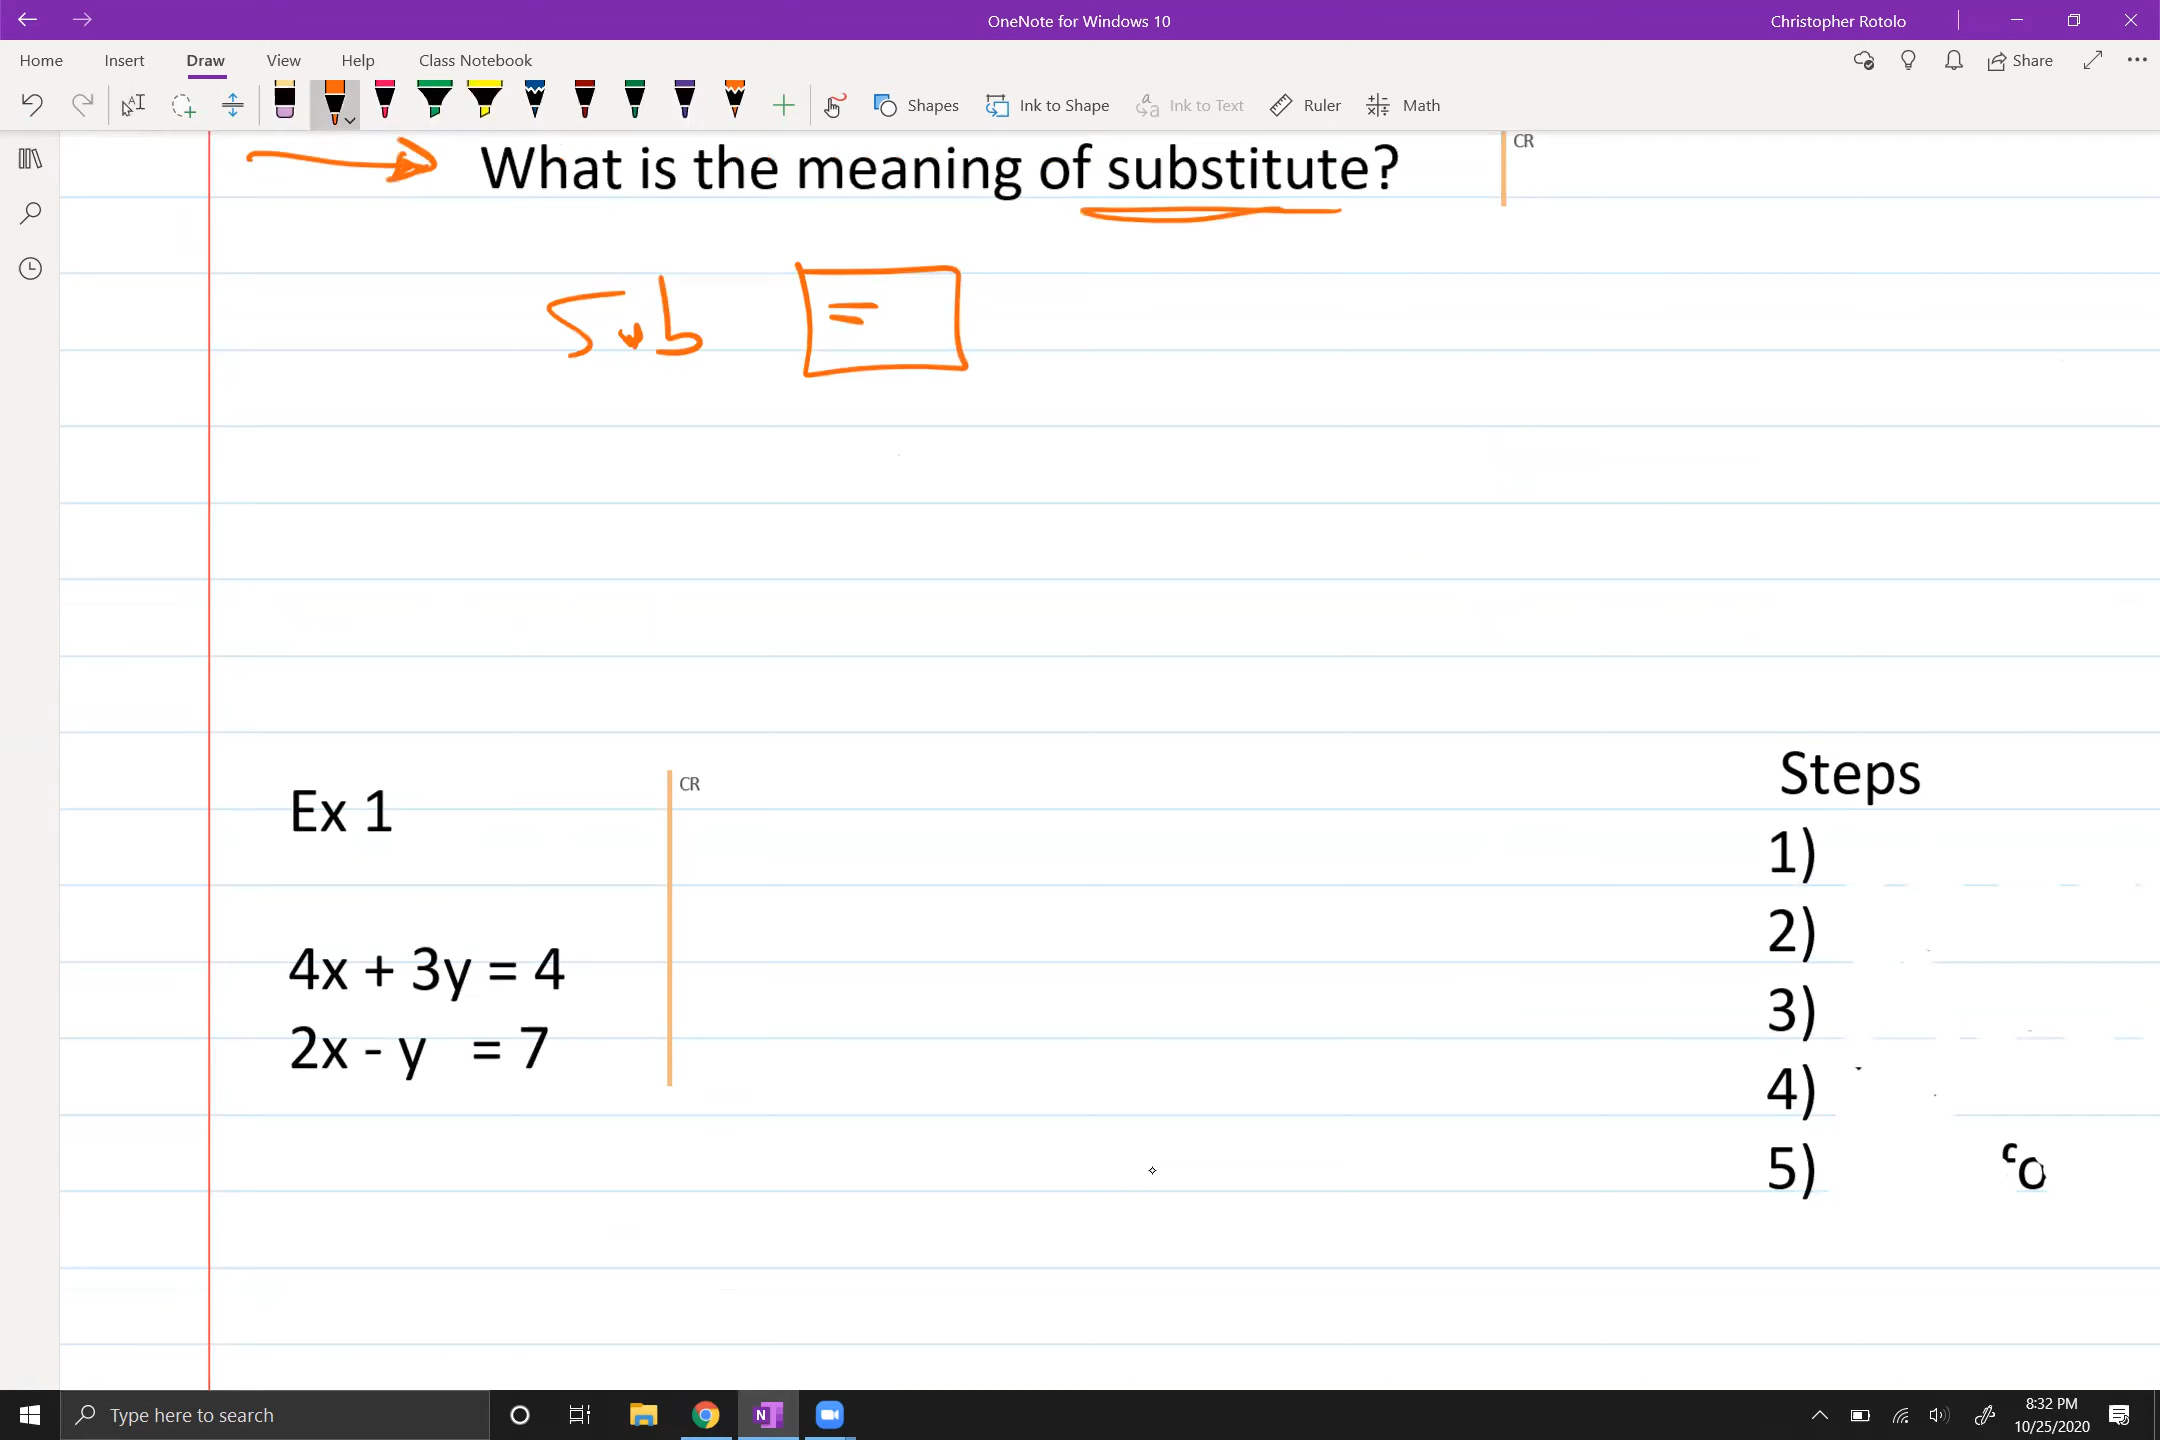 OneNote for Windows 10
Christopher Rotolo
Home Insert Draw View Help Class Notebook
Share
Shapes Ink to Shape Ink to Text Ruler Math
What is the meaning of substitute?
CR
Sub
Ex 1
CR
4x + 3y = 4
2x - y = 7
Steps
1)
2)
3)
4)
5)
Type here to search
8:32 PM
10/25/2020